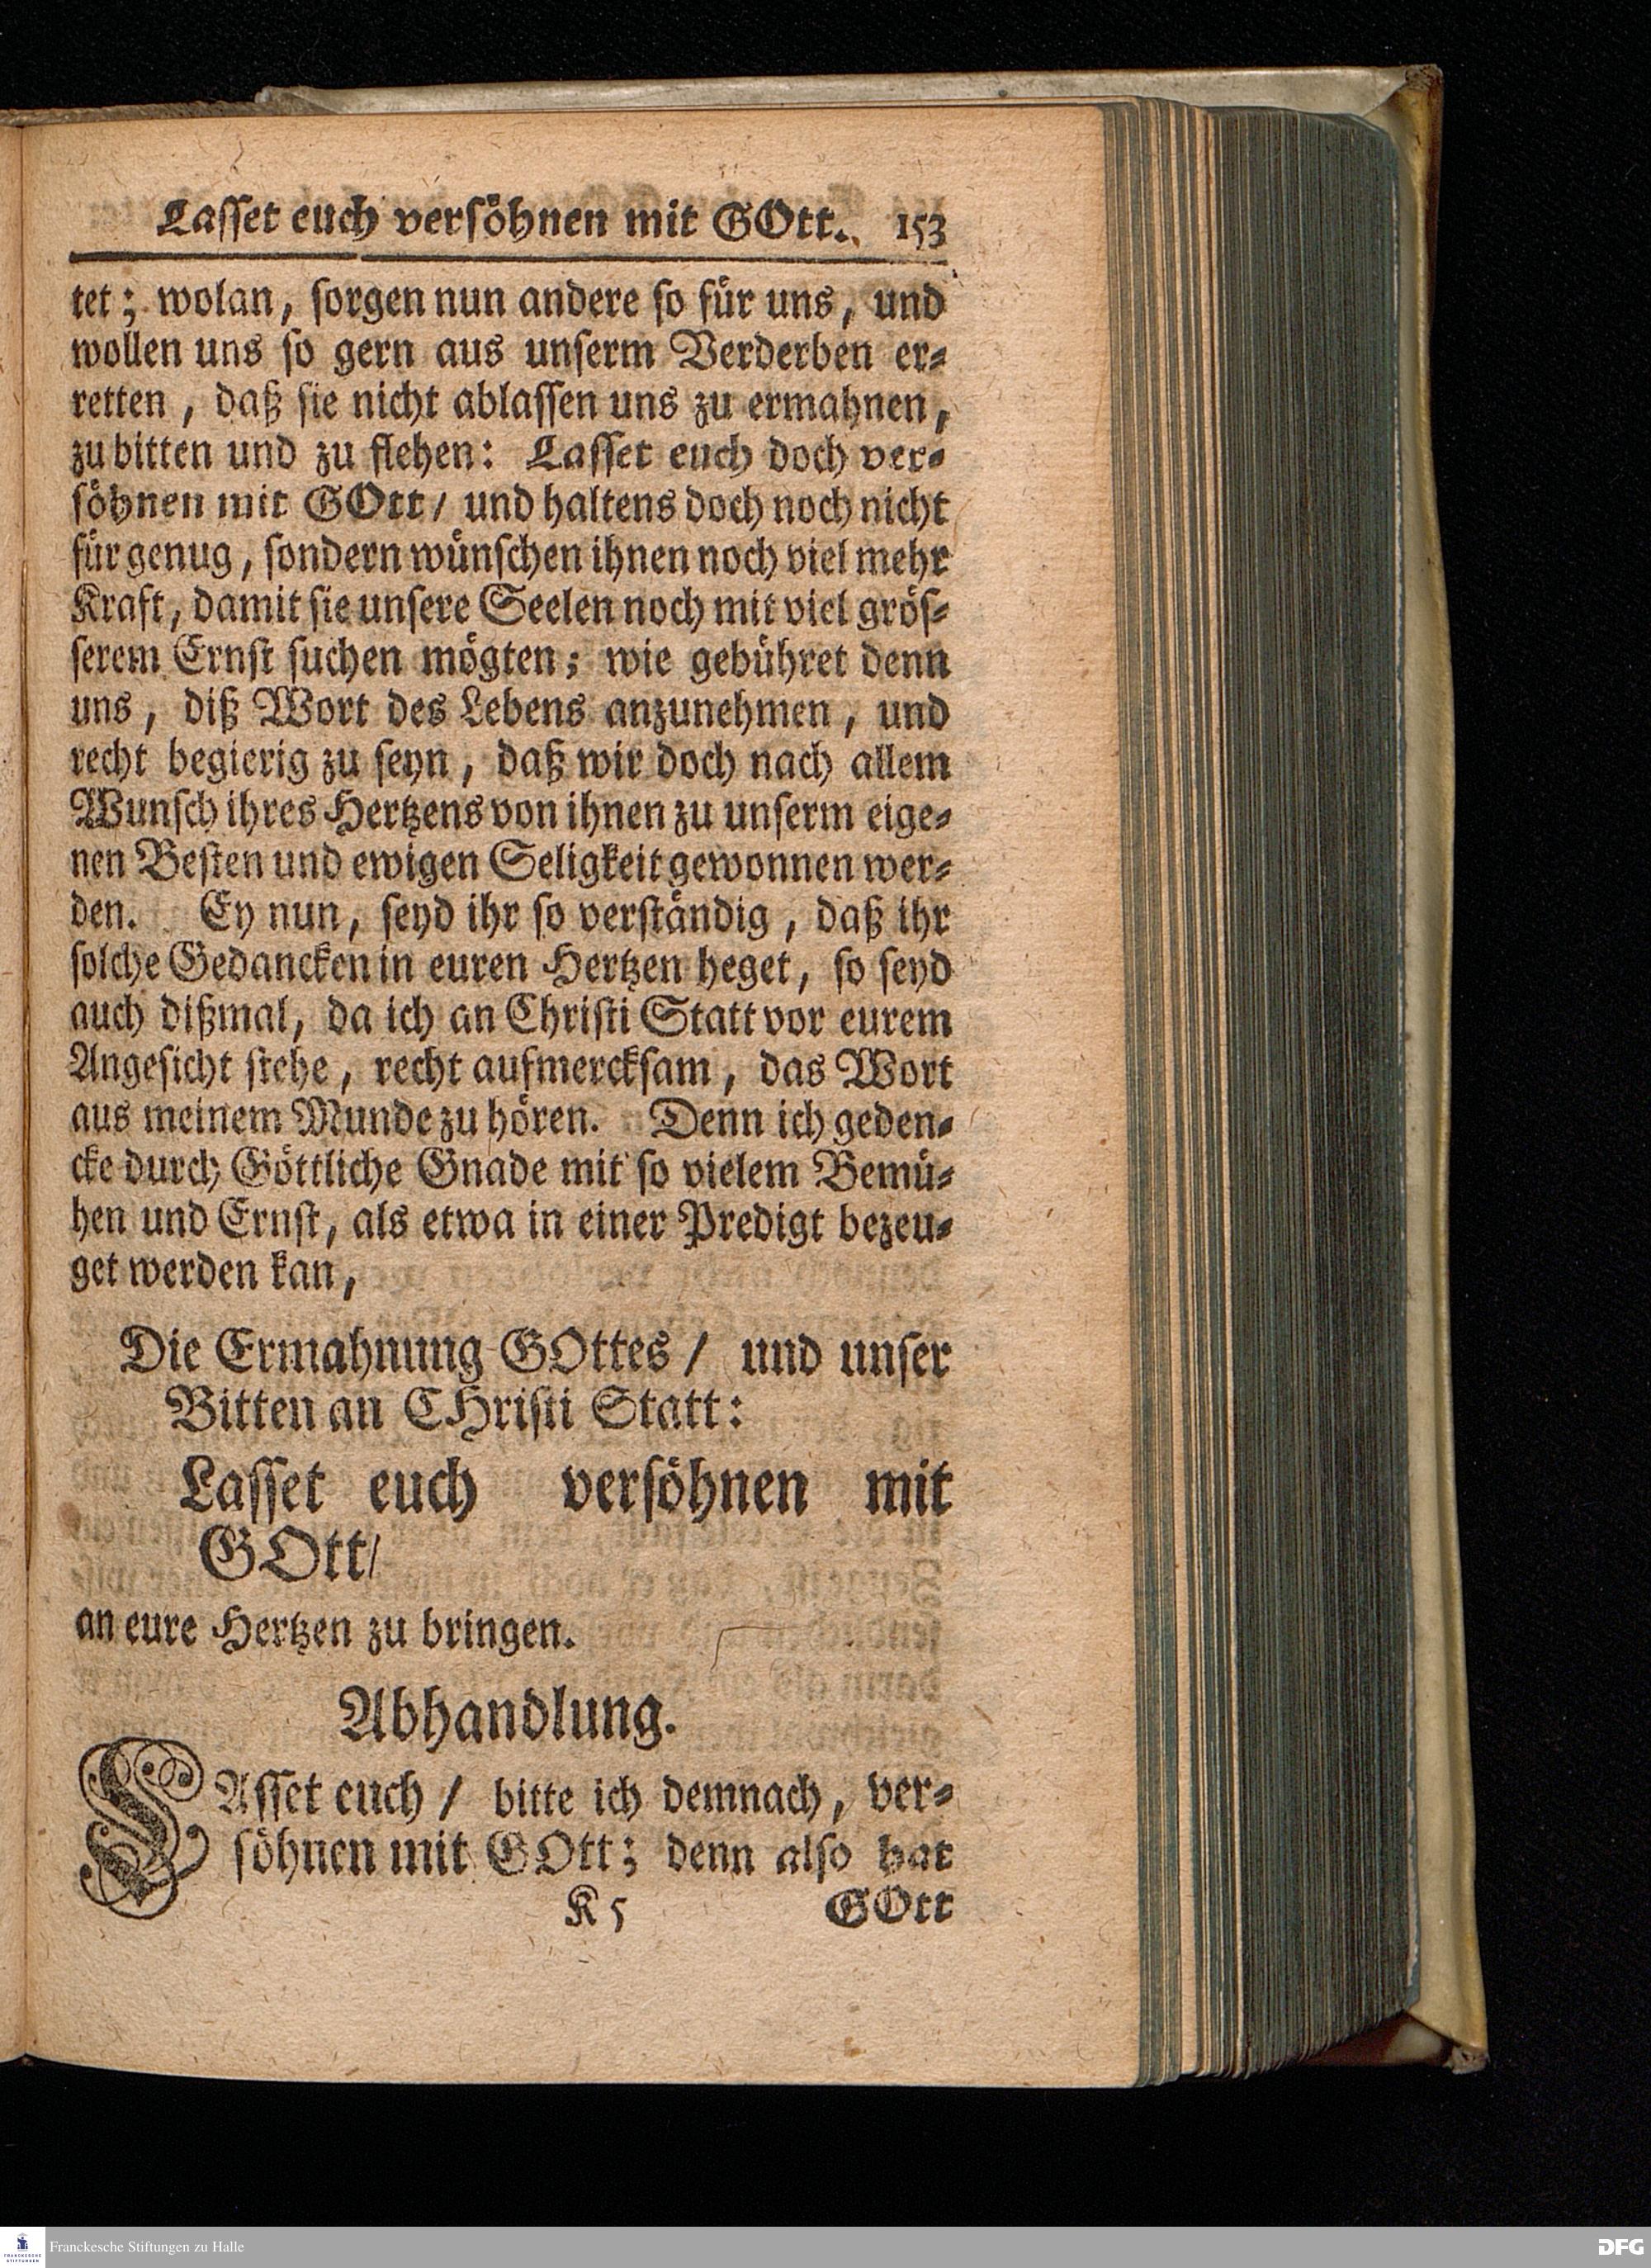 Lasset euch versöhnen mit GOtt. 153
tet; wolan, sorgen nun andere so für uns, und
wollen uns so gern aus unserm Verderben er-
retten, daß sie nicht ablassen uns zu ermahnen,
zu bitten und zu flehen: Lasset euch doch ver-
söhnen mit GOtt/ und haltens doch noch nicht
für genug, sondern wünschen ihnen noch viel mehr
Kraft, damit sie unsere Seelen noch mit viel grös-
serem Ernst suchen mögten; wie gebühret denn
uns, diß Wort des Lebens anzunehmen, und
recht begierig zu seyn, daß wir doch nach allem
Wunsch ihres Hertzens von ihnen zu unserm eige-
nen Besten und ewigen Seligkeit gewonnen wer-
den. Ey nun, seyd ihr so verständig, daß ihr
solche Gedancken in euren Hertzen heget, so seyd
auch dißmal, da ich an Christi Statt vor eurem
Angesicht stehe, recht aufmercksam, das Wort
aus meinem Munde zu hören. Denn ich geden-
cke durch Göttliche Gnade mit so vielem Bemü-
hen und Ernst, als etwa in einer Predigt bezeu-
get werden kan,
Die Ermahnung GOttes/ und unser
Bitten an CHristi Statt:
Lasset euch versöhnen mit
GOtt/
an eure Hertzen zu bringen.
Abhandlung.
LAsset euch/ bitte ich demnach, ver-
söhnen mit GOtt; denn also hat
K 5 GOtt
Franckesche Stiftungen zu Halle
DFG